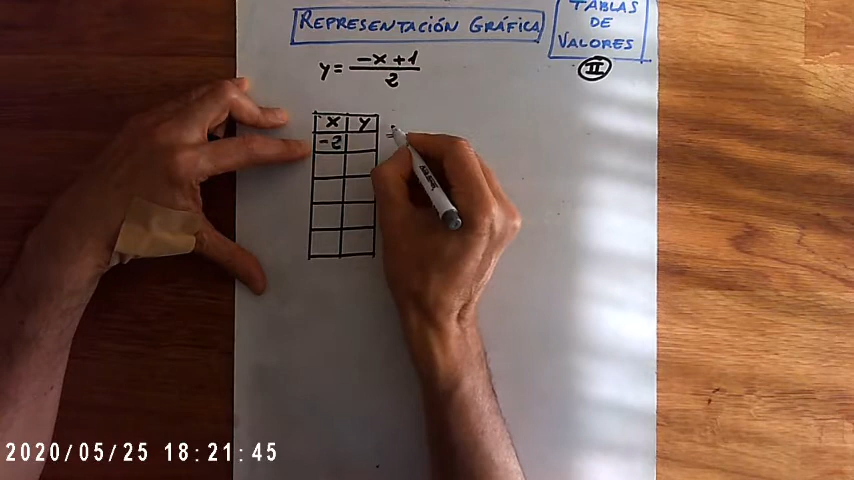 REPRESENTACIÓN GRÁFICA
TABLAS
DE
VALORES
II
y = -x + 1 / 2
x y
-2
2020/05/25 18:21:45